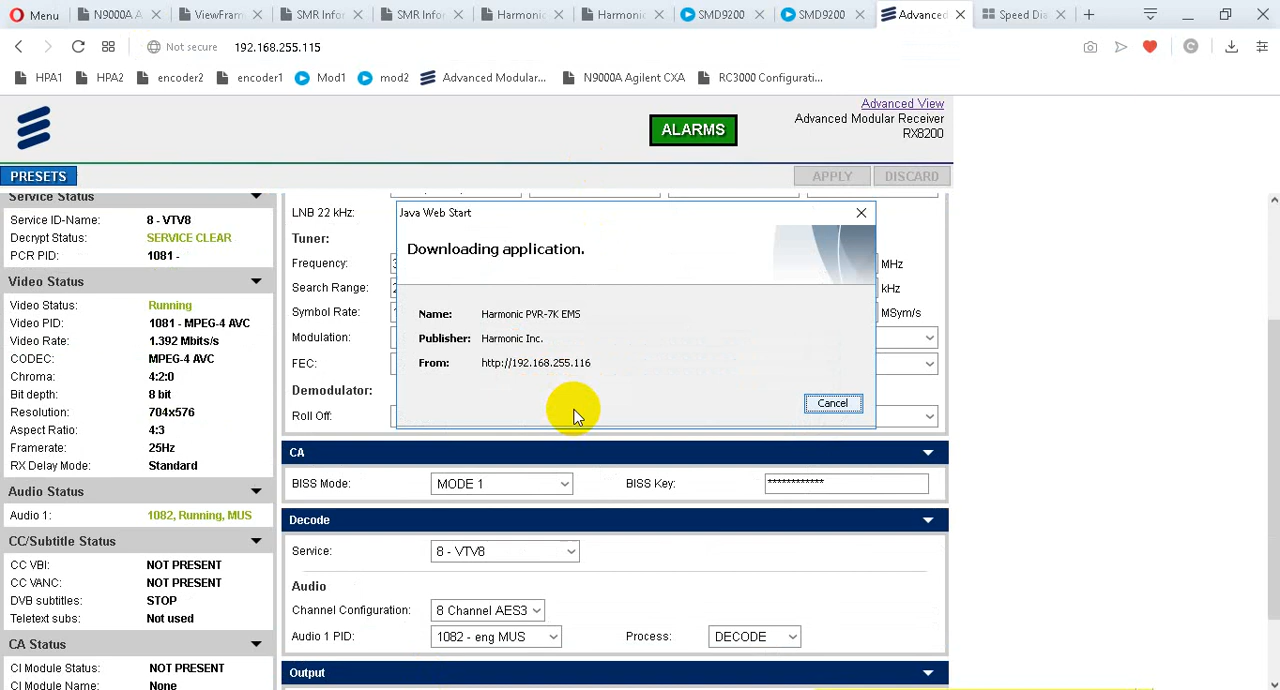 Menu
N9000A
ViewFram
SMR Infor
SMR Infor
Harmonic
Harmonic
SMD9200
SMD9200
Advanced
Speed Dia
Not secure
192.168.255.115
HPA1
HPA2
encoder2
encoder1
Mod1
mod2
Advanced Modular...
N9000A Agilent CXA
RC3000 Configurati...
Advanced View
Advanced Modular Receiver
RX8200
ALARMS
PRESETS
APPLY
DISCARD
Service Status
Service ID-Name: 8 - VTV8
Decrypt Status: SERVICE CLEAR
PCR PID: 1081 -
Video Status
Video Status: Running
Video PID: 1081 - MPEG-4 AVC
Video Rate: 1.392 Mbits/s
CODEC: MPEG-4 AVC
Chroma: 4:2:0
Bit depth: 8 bit
Resolution: 704x576
Aspect Ratio: 4:3
Framerate: 25Hz
RX Delay Mode: Standard
Audio Status
Audio 1: 1082, Running, MUS
CC/Subtitle Status
CC VBI: NOT PRESENT
CC VANC: NOT PRESENT
DVB subtitles: STOP
Teletext subs: Not used
CA Status
CI Module Status: NOT PRESENT
CI Module Name: None
LNB 22 kHz:
Tuner:
Frequency: MHz
Search Range: kHz
Symbol Rate: MSym/s
Modulation:
FEC:
Demodulator:
Roll Off:
Java Web Start
Downloading application.
Name: Harmonic PVR-7K EMS
Publisher: Harmonic Inc.
From: http://192.168.255.116
Cancel
CA
BISS Mode: MODE 1
BISS Key: ************
Decode
Service: 8 - VTV8
Audio
Channel Configuration: 8 Channel AES3
Audio 1 PID: 1082 - eng MUS
Process: DECODE
Output